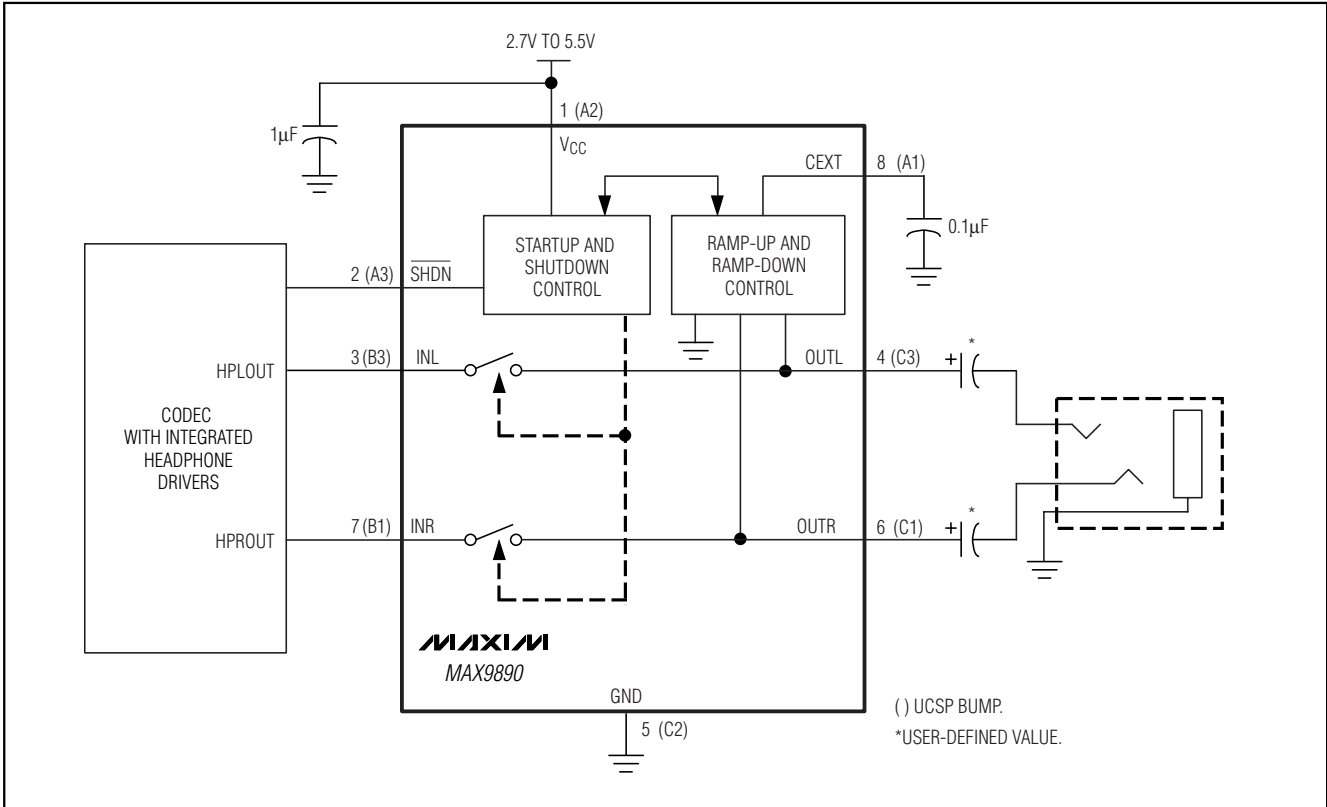 2.7V TO 5.5V
1 (A2)
1µF
VCC
CEXT
8 (A1)
0.1µF
STARTUP AND
SHUTDOWN
CONTROL
RAMP-UP AND
RAMP-DOWN
CONTROL
2 (A3)
SHDN
HPLOUT
3 (B3)
INL
OUTL
4 (C3)
+
*
CODEC
WITH INTEGRATED
HEADPHONE
DRIVERS
HPROUT
7 (B1)
INR
OUTR
6 (C1)
+
*
MAXIM
MAX9890
GND
5 (C2)
( ) UCSP BUMP.
*USER-DEFINED VALUE.